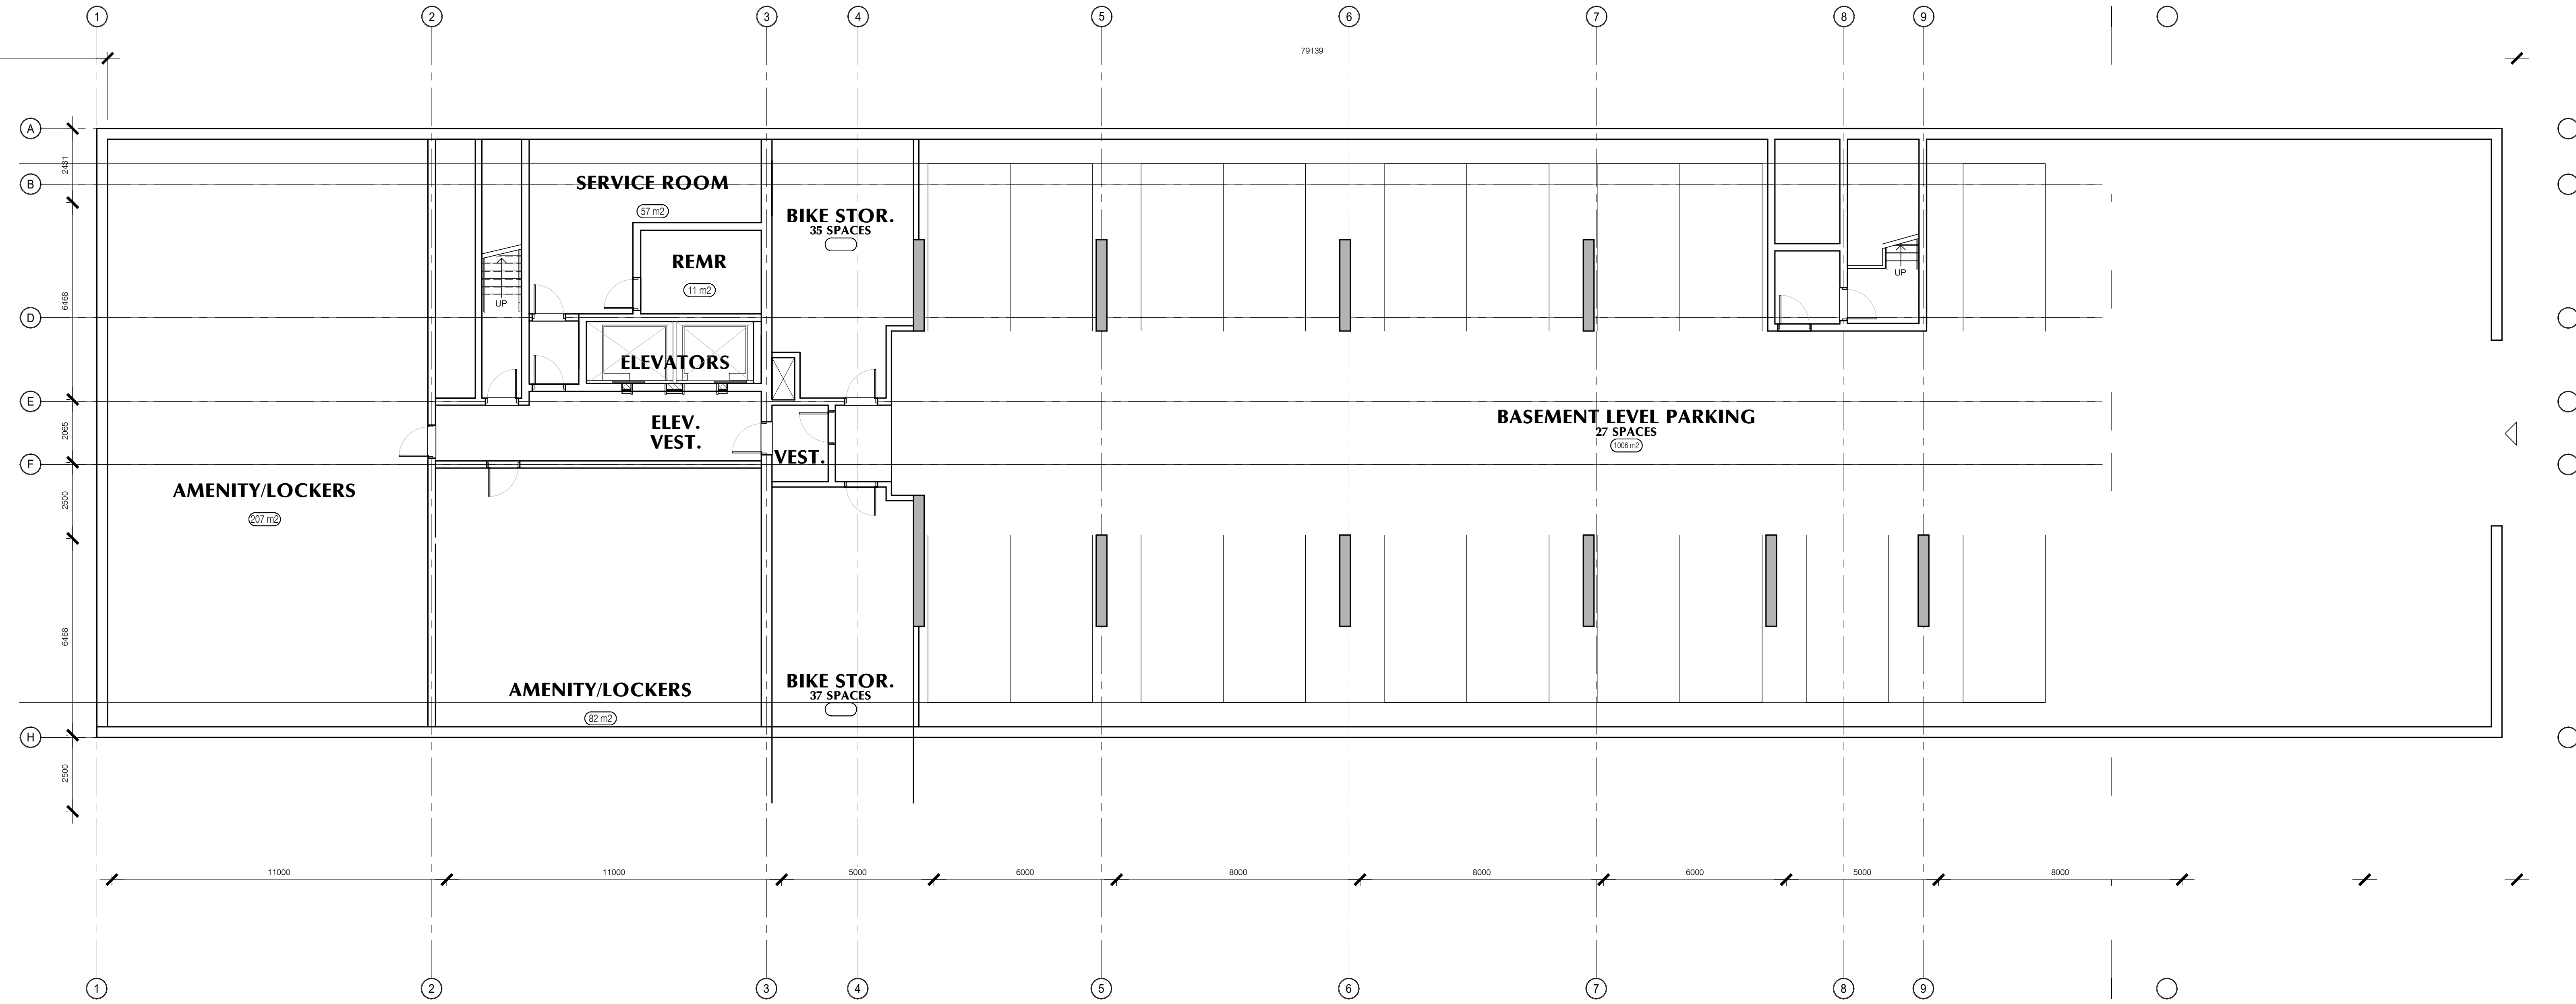 1 2 3 4 5 6 7 8 9
79139
A
2431
B
SERVICE ROOM
57 m2
BIKE STOR.
35 SPACES
REMR
11 m2
UP
UP
6468
D
ELEVATORS
E
ELEV.
VEST.
2065
BASEMENT LEVEL PARKING
27 SPACES
1006 m2
F
VEST.
AMENITY/LOCKERS
207 m2
2500
6468
AMENITY/LOCKERS
82 m2
BIKE STOR.
37 SPACES
H
2500
11000 11000 5000 6000 8000 8000 6000 5000 8000
1 2 3 4 5 6 7 8 9